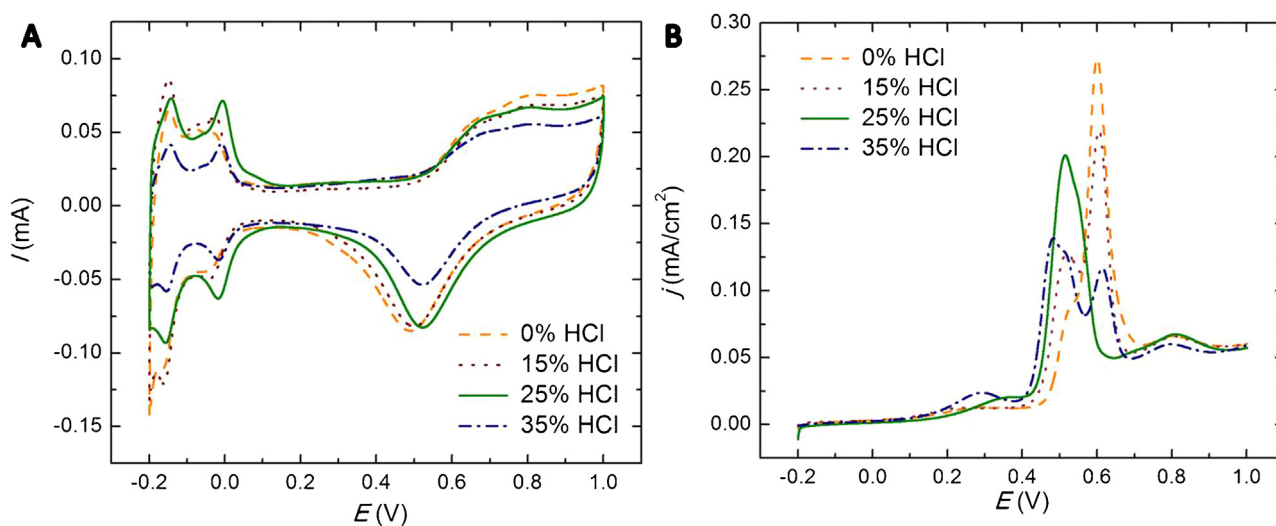 A
0.10
0.05
0.00
-0.05
-0.10
-0.15
I (mA)
0% HCl
15% HCl
25% HCl
35% HCl
-0.2 0.0 0.2 0.4 0.6 0.8 1.0
E (V)
B
0.30
0.25
0.20
0.15
0.10
0.05
0.00
j (mA/cm²)
0% HCl
15% HCl
25% HCl
35% HCl
-0.2 0.0 0.2 0.4 0.6 0.8 1.0
E (V)